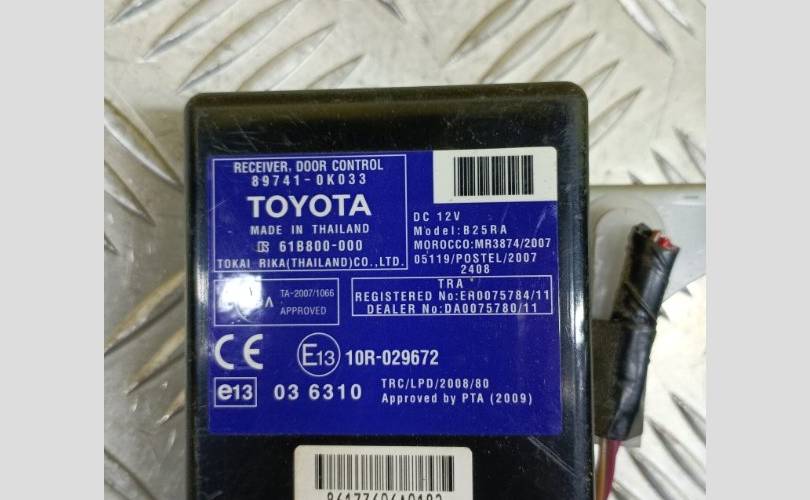 RECEIVER, DOOR CONTROL
89741-0K033
TOYOTA
MADE IN THAILAND
61B800-000
TOKAI RIKA(THAILAND)CO.,LTD.
DC 12V
Model:B25RA
MOROCCO:MR3874/2007
05119/POSTEL/2007
2408
TA-2007/1066
APPROVED
TRA
REGISTERED No:ER0075784/11
DEALER No:DA0075780/11
CE E13 10R-029672
e13 03 6310
TRC/LPD/2008/80
Approved by PTA (2009)